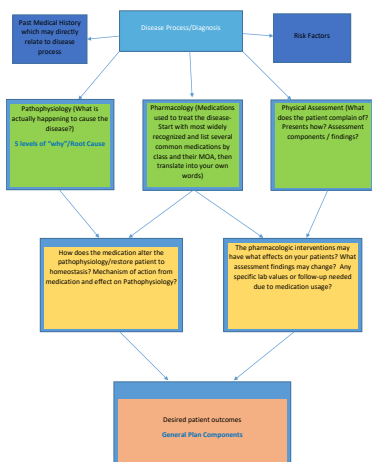 Past Medical History
which may directly
relate to disease
process
Disease Process/Diagnosis
Risk Factors
Pathophysiology (What is
actually happening to cause the
disease?)
5 levels of "why"/Root Cause
Pharmacology (Medications
used to treat the disease-
Start with most widely
recognized and list several
common medications by
class and their MOA, then
translate into your own
words)
Physical Assessment (What
does the patient complain of?
Presents how? Assessment
components / findings?
How does the medication alter the
pathophysiology/restore patient to
homeostasis? Mechanism of action from
medication and effect on Pathophysiology?
The pharmacologic interventions may
have what effects on your patients? What
assessment findings may change? Any
specific lab values or follow-up needed
due to medication usage?
Desired patient outcomes
General Plan Components